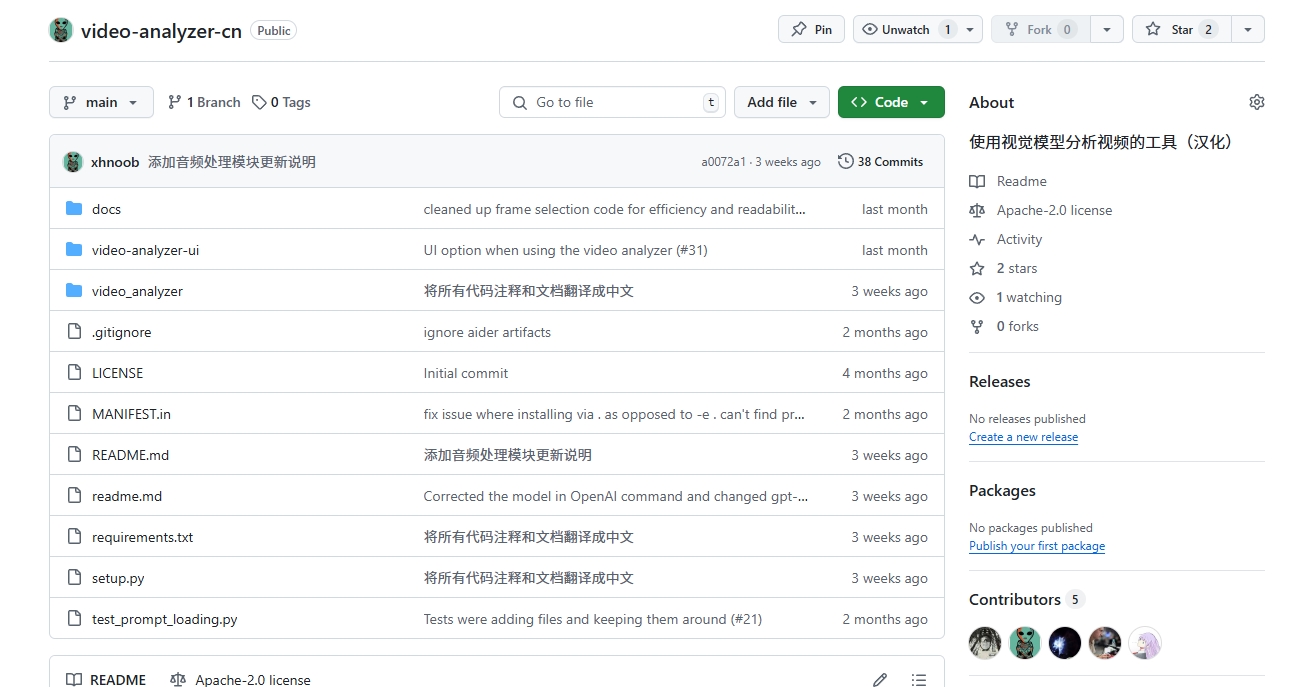 video-analyzer-cn Public Pin Unwatch 1 Fork 0 Star 2
main 1 Branch 0 Tags Go to file t Add file Code
xhnoob 添加音频处理模块更新说明 a0072a1 · 3 weeks ago 38 Commits
docs cleaned up frame selection code for efficiency and readabilit... last month
video-analyzer-ui UI option when using the video analyzer (#31) last month
video_analyzer 将所有代码注释和文档翻译成中文 3 weeks ago
.gitignore ignore aider artifacts 2 months ago
LICENSE Initial commit 4 months ago
MANIFEST.in fix issue where installing via . as opposed to -e . can't find pr... 2 months ago
README.md 添加音频处理模块更新说明 3 weeks ago
readme.md Corrected the model in OpenAI command and changed gpt-... 3 weeks ago
requirements.txt 将所有代码注释和文档翻译成中文 3 weeks ago
setup.py 将所有代码注释和文档翻译成中文 3 weeks ago
test_prompt_loading.py Tests were adding files and keeping them around (#21) 2 months ago
README Apache-2.0 license
About
使用视觉模型分析视频的工具（汉化）
Readme
Apache-2.0 license
Activity
2 stars
1 watching
0 forks
Releases
No releases published
Create a new release
Packages
No packages published
Publish your first package
Contributors 5